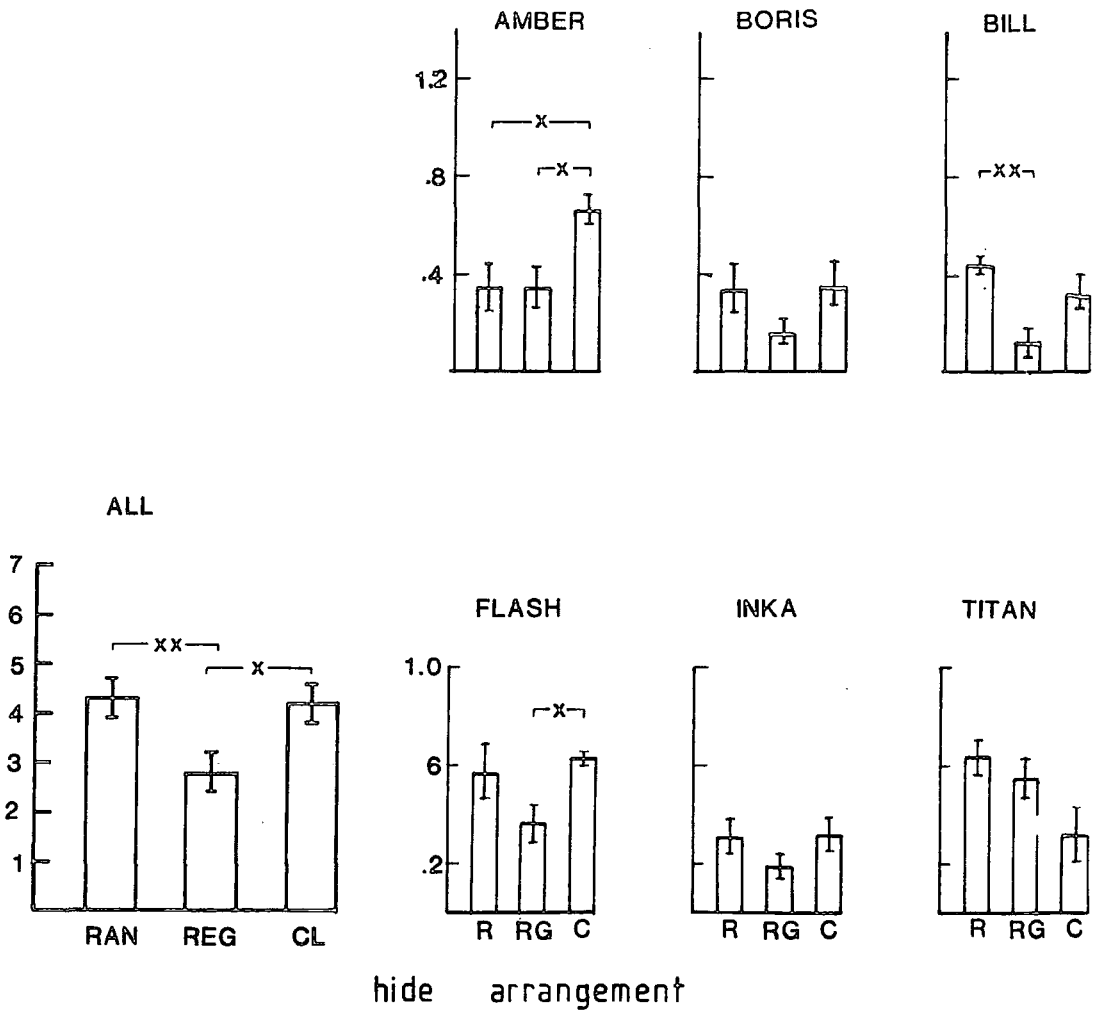 AMBER BORIS BILL
1.2
x
.8 x xx
.4
ALL
7
6 FLASH INKA TITAN
xx
5 x 1.0
4 x
3 6
2
1 .2
RAN REG CL R RG C R RG C R RG C
hide arrangement